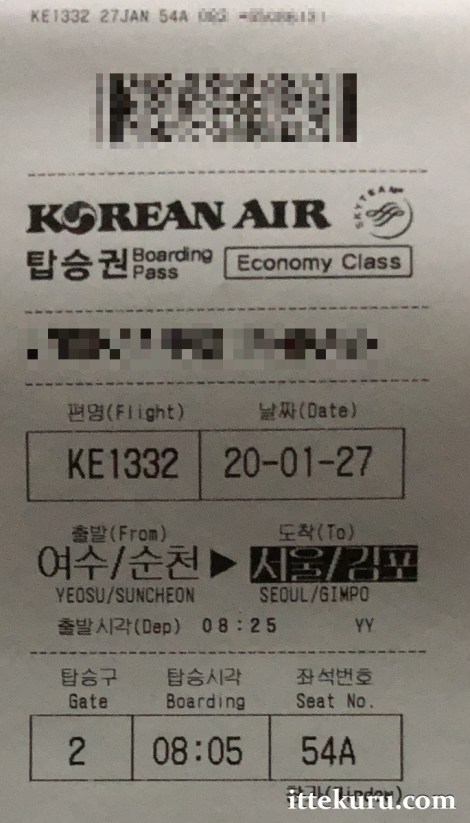 KE1332 27JAN 54A
KOREAN AIR
SKYTEAM
탑승권 Boarding Pass
Economy Class
편명(Flight) 날짜(Date)
KE1332 20-01-27
출발(From) 도착(To)
여수/순천 ▶ 서울/김포
YEOSU/SUNCHEON SEOUL/GIMPO
출발시각(Dep) 08:25 YY
탑승구 탑승시각 좌석번호
Gate Boarding Seat No.
2 08:05 54A
ittekuru.com